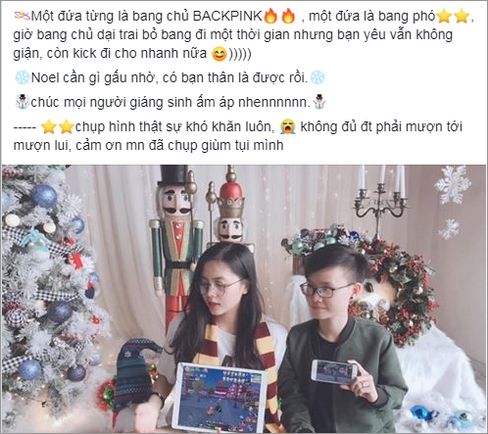 Một đứa từng là bang chủ BACKPINK🔥🔥 , một đứa là bang phó⭐⭐,
giờ bang chủ dại trai bỏ bang đi một thời gian nhưng bạn yêu vẫn không
giận, còn kick đi cho nhanh nữa 😊)))))
❄️Noel cần gì gấu nhờ, có bạn thân là được rồi.❄️
⛄chúc mọi người giáng sinh ấm áp nhennnnnn.⛄
----- ⭐⭐chụp hình thật sự khó khăn luôn, 😭 không đủ đt phải mượn tới
mượn lui, cảm ơn mn đã chụp giùm tụi mình